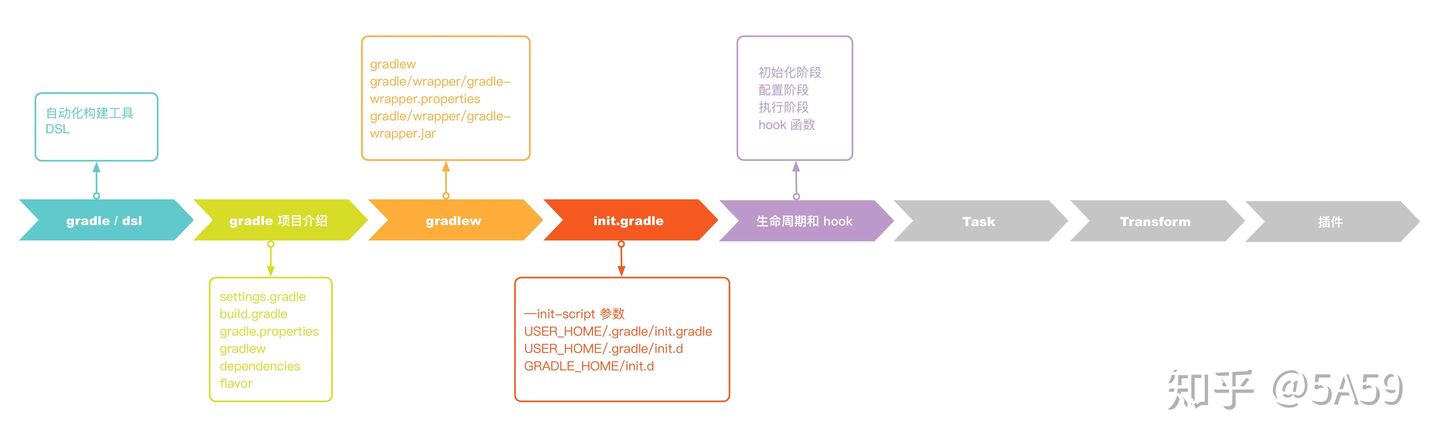 自动化构建工具
DSL
gradlew
gradle/wrapper/gradle-
wrapper.properties
gradle/wrapper/gradle-
wrapper.jar
初始化阶段
配置阶段
执行阶段
hook 函数
gradle / dsl
gradle 项目介绍
gradlew
init.gradle
生命周期和 hook
Task
Transform
插件
settings.gradle
build.gradle
gradle.properties
gradlew
dependencies
flavor
—init-script 参数
USER_HOME/.gradle/init.gradle
USER_HOME/.gradle/init.d
GRADLE_HOME/init.d
知乎 @5A59